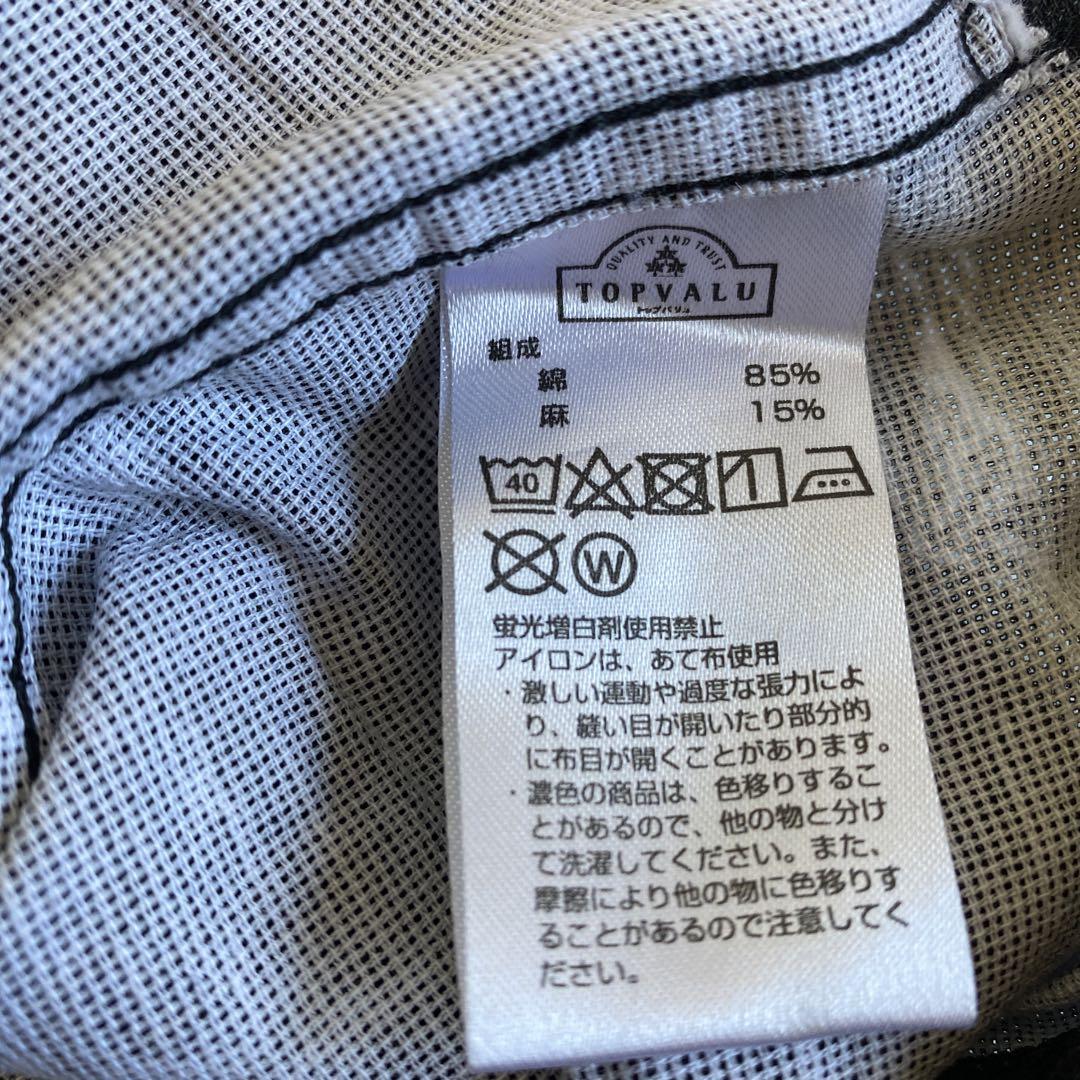 QUALITY AND TRUST
TOPVALU
トップバリュ
組成
綿 85%
麻 15%
40
W
蛍光増白剤使用禁止
アイロンは、あて布使用
・激しい運動や過度な張力によ
り、縫い目が開いたり部分的
に布目が開くことがあります。
・濃色の商品は、色移りするこ
とがあるので、他の物と分け
て洗濯してください。また、
摩擦により他の物に色移りす
ることがあるので注意してく
ださい。